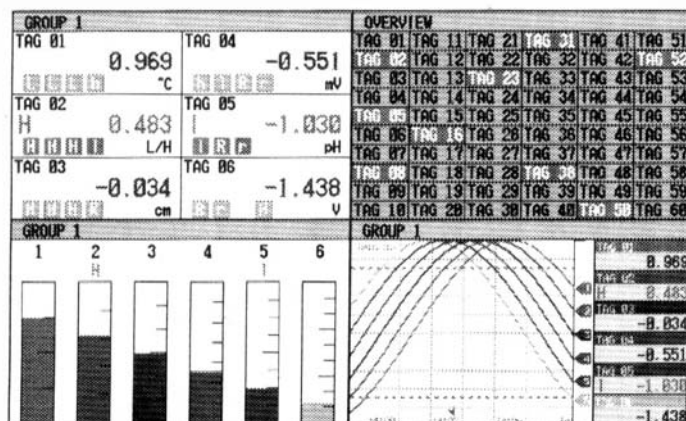 GROUP 1
TAG 01
0.969
°C
TAG 04
-0.551
mV
TAG 02
H
0.483
L/H
TAG 05
-1.030
pH
TAG 03
-0.034
cm
TAG 06
-1.438
V
OVERVIEW
TAG 01 TAG 11 TAG 21 TAG 31 TAG 41 TAG 51
TAG 02 TAG 12 TAG 22 TAG 32 TAG 42 TAG 52
TAG 03 TAG 13 TAG 23 TAG 33 TAG 43 TAG 53
TAG 04 TAG 14 TAG 24 TAG 34 TAG 44 TAG 54
TAG 05 TAG 15 TAG 25 TAG 35 TAG 45 TAG 55
TAG 06 TAG 16 TAG 26 TAG 36 TAG 46 TAG 56
TAG 07 TAG 17 TAG 27 TAG 37 TAG 47 TAG 57
TAG 08 TAG 18 TAG 28 TAG 38 TAG 48 TAG 58
TAG 09 TAG 19 TAG 29 TAG 39 TAG 49 TAG 59
TAG 10 TAG 20 TAG 30 TAG 40 TAG 50 TAG 60
GROUP 1
1 2 3 4 5 6
H
GROUP 1
TAG 01
0.969
TAG 02
H 0.483
TAG 03
-0.034
TAG 04
-0.551
TAG 05
-1.030
-1.438